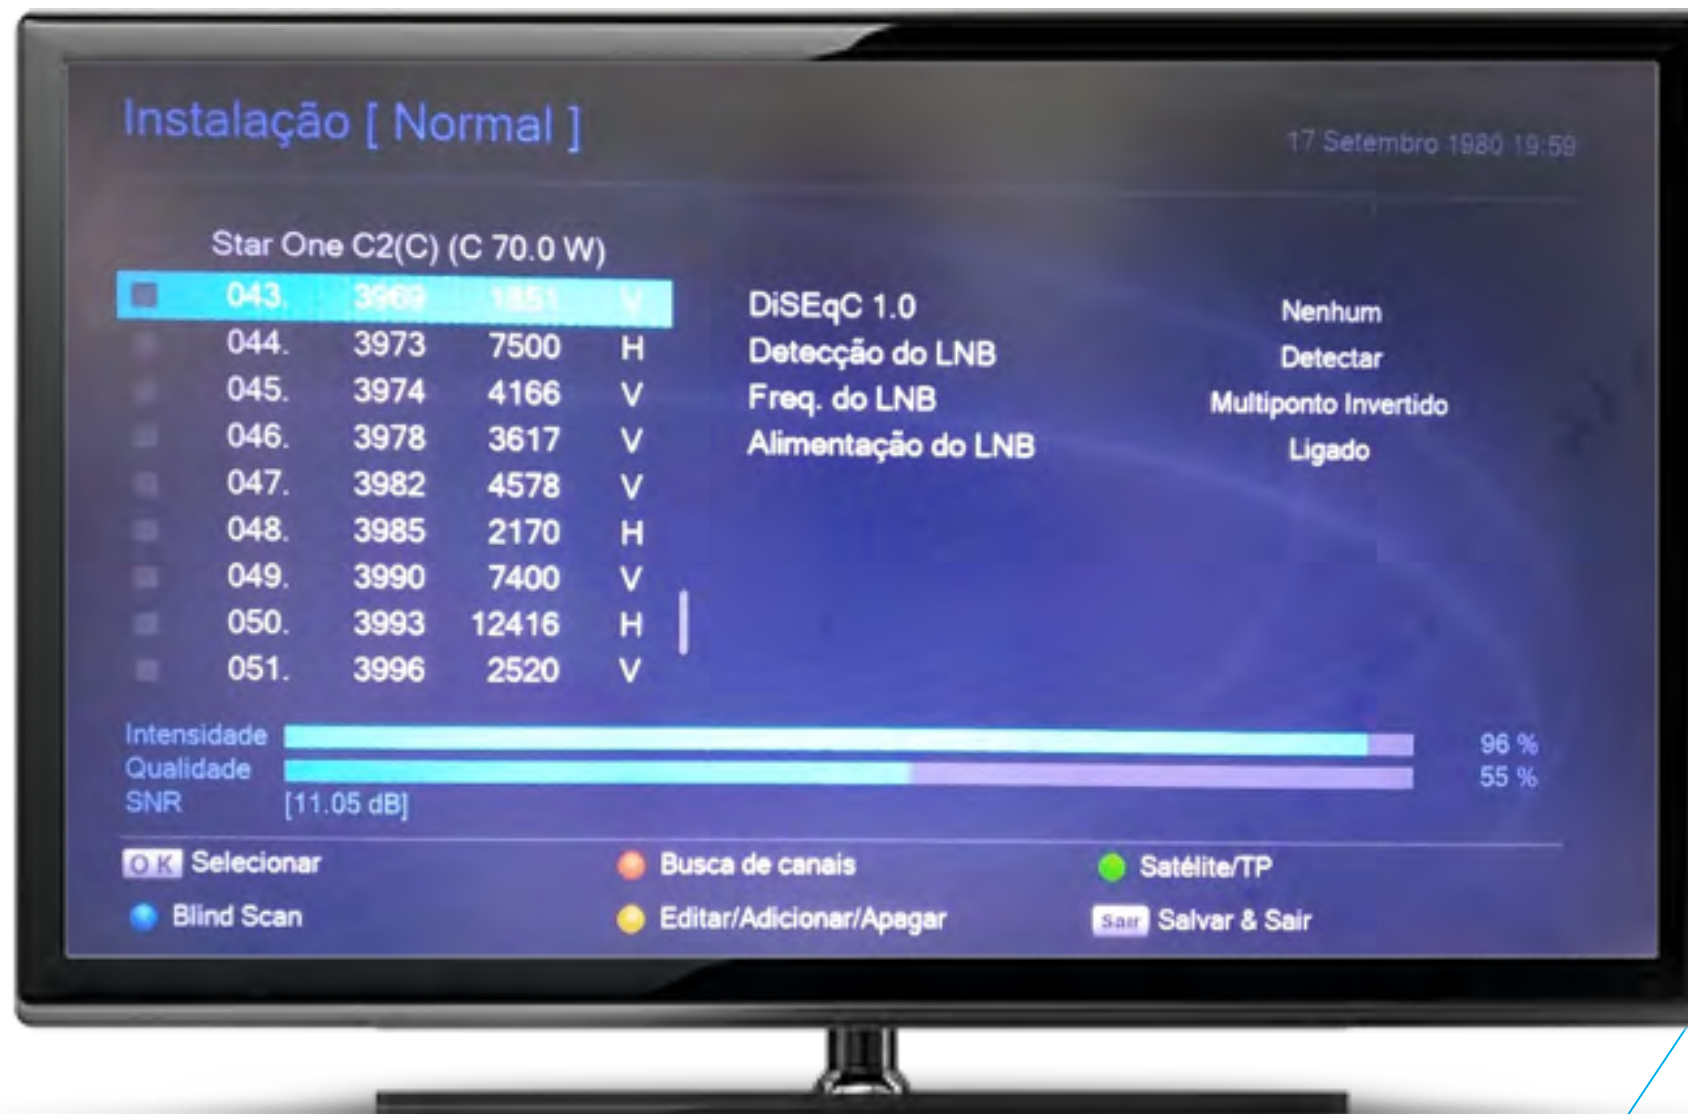 Instalação [ Normal ]
17 Setembro 1980 19:59
Star One C2(C) (C 70.0 W)
043. 3969 1851 V
044. 3973 7500 H
045. 3974 4166 V
046. 3978 3617 V
047. 3982 4578 V
048. 3985 2170 H
049. 3990 7400 V
050. 3993 12416 H
051. 3996 2520 V
DiSEqC 1.0 Nenhum
Detecção do LNB Detectar
Freq. do LNB Multiponto Invertido
Alimentação do LNB Ligado
Intensidade 96 %
Qualidade 55 %
SNR [11.05 dB]
OK Selecionar Busca de canais Satélite/TP
Blind Scan Editar/Adicionar/Apagar Sair Salvar & Sair